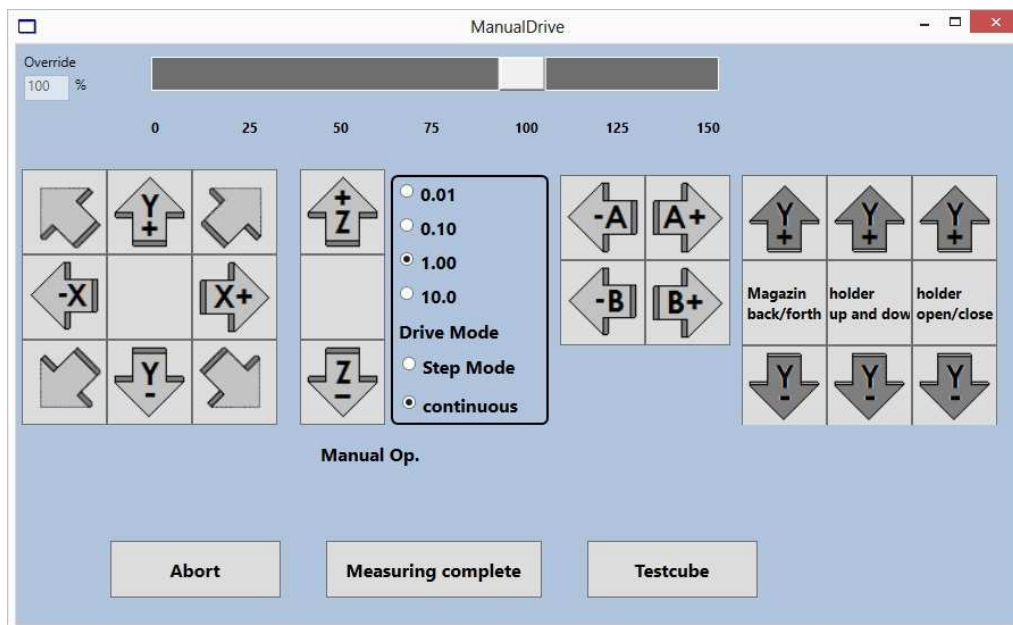 ManualDrive
Override
100 %
0 25 50 75 100 125 150
Y
+
+
Z
0.01
0.10
1.00
10.0
Drive Mode
Step Mode
continuous
-A A+
-B B+
Y
+
Y
+
Y
+
-X X+
Magazin
back/forth
holder
up and dow
holder
open/close
Y
-
Z
-
Y
-
Y
-
Y
-
Manual Op.
Abort
Measuring complete
Testcube